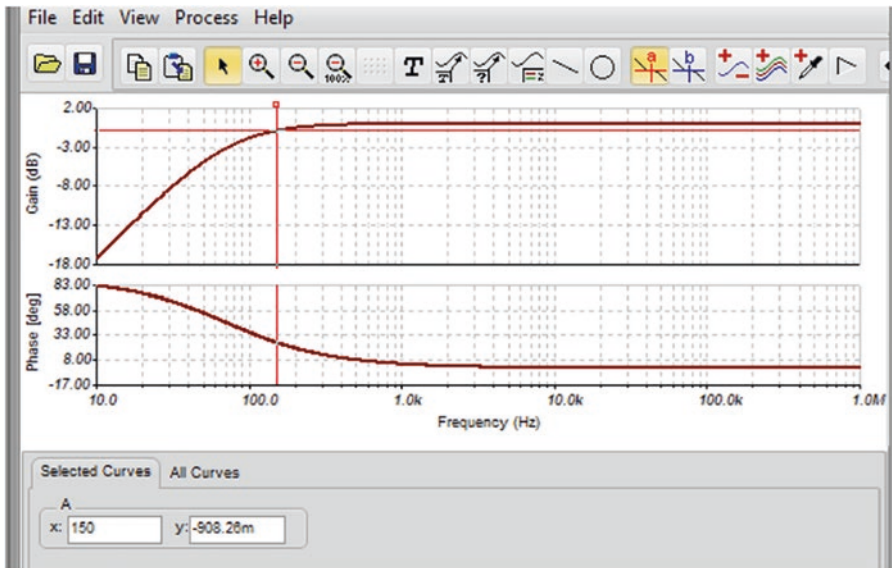 File Edit View Process Help
100%
T
a
b
2.00
-3.00
-8.00
-13.00
-18.00
Gain (dB)
83.00
58.00
33.00
8.00
-17.00
Phase [deg]
10.0 100.0 1.0k 10.0k 100.0k 1.0M
Frequency (Hz)
Selected Curves All Curves
A
x: 150 y: -908.26m